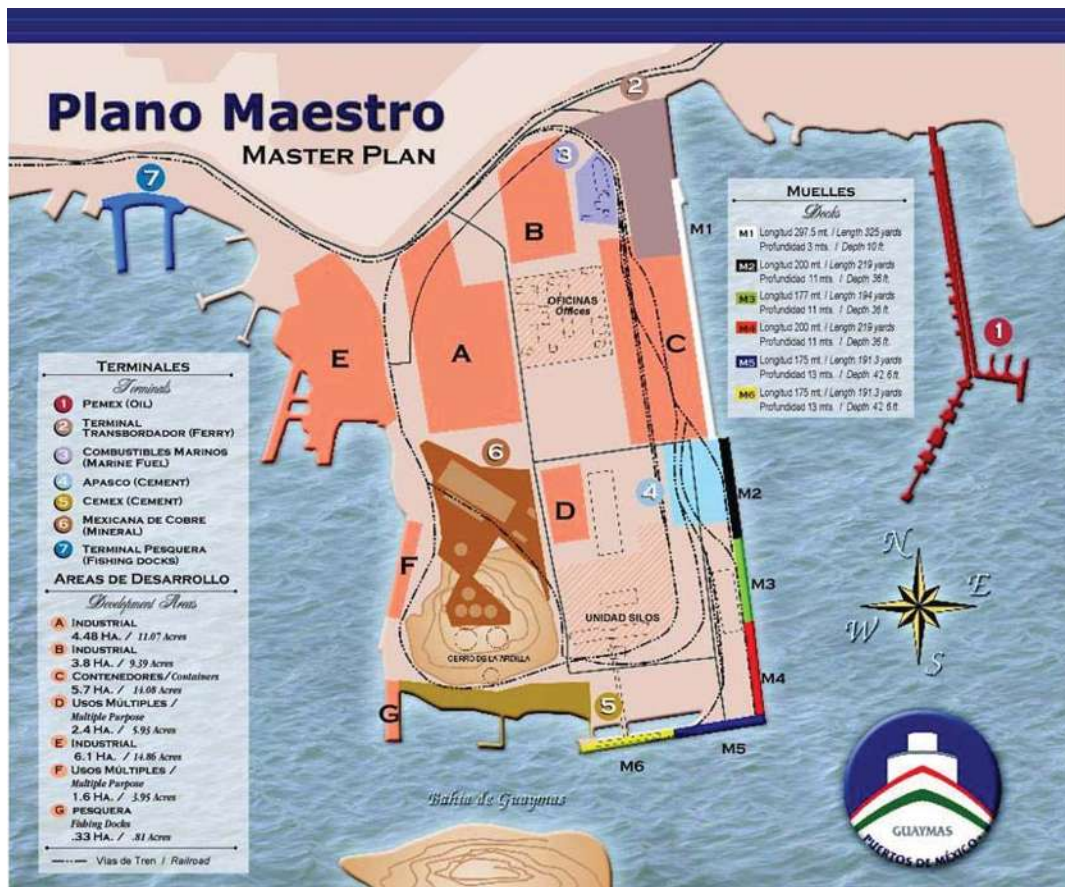 Plano Maestro
MASTER PLAN
7
2
3
B
M1
OFICINAS
Offices
E
A
C
1
6
D
4
M2
F
M3
UNIDAD SILOS
CERRO DE LA ARDILLA
M4
G
5
M5
M6
Bahia de Guaymas
MUELLES
Docks
M1 Longitud 297.5 mt. / Length 325 yards
Profundidad 3 mts. / Depth 10 ft.
M2 Longitud 200 mt. / Length 219 yards
Profundidad 11 mts. / Depth 36 ft.
M3 Longitud 177 mt. / Length 194 yards
Profundidad 11 mts. / Depth 36 ft.
M4 Longitud 200 mt. / Length 219 yards
Profundidad 11 mts. / Depth 36 ft.
M5 Longitud 175 mt. / Length 191.3 yards
Profundidad 13 mts. / Depth 42.6 ft.
M6 Longitud 175 mt. / Length 191.3 yards
Profundidad 13 mts. / Depth 42.6 ft.
TERMINALES
Terminals
1 PEMEX (OIL)
2 TERMINAL
TRANSBORDADOR (FERRY)
3 COMBUSTIBLES MARINOS
(MARINE FUEL)
4 APASCO (CEMENT)
5 CEMEX (CEMENT)
6 MEXICANA DE COBRE
(MINERAL)
7 TERMINAL PESQUERA
(FISHING DOCKS)
AREAS DE DESARROLLO
Development Areas
A INDUSTRIAL
4.48 HA. / 11.07 Acres
B INDUSTRIAL
3.8 HA. / 9.39 Acres
C CONTENEDORES/Containers
5.7 HA. / 14.08 Acres
D USOS MÚLTIPLES /
Multiple Purpose
2.4 HA. / 5.95 Acres
E INDUSTRIAL
6.1 HA. / 14.86 Acres
F USOS MÚLTIPLES /
Multiple Purpose
1.6 HA. / 3.95 Acres
G PESQUERA
Fishing Docks
.33 HA. / .81 Acres
Vías de Tren / Railroad
N
E
W
S
GUAYMAS
PUERTOS DE MÉXICO